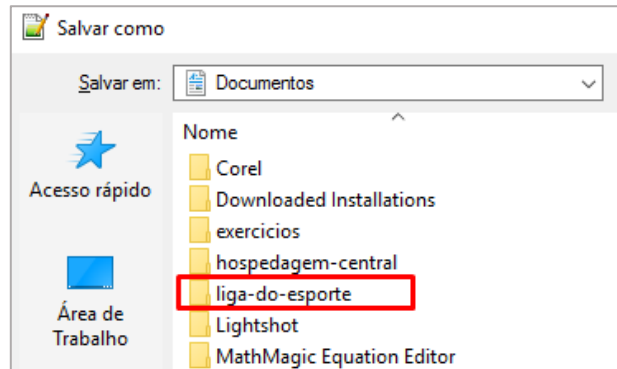 Salvar como
Salvar em:
Documentos
Nome
Acesso rápido
Corel
Downloaded Installations
exercicios
hospedagem-central
liga-do-esporte
Área de
Trabalho
Lightshot
MathMagic Equation Editor